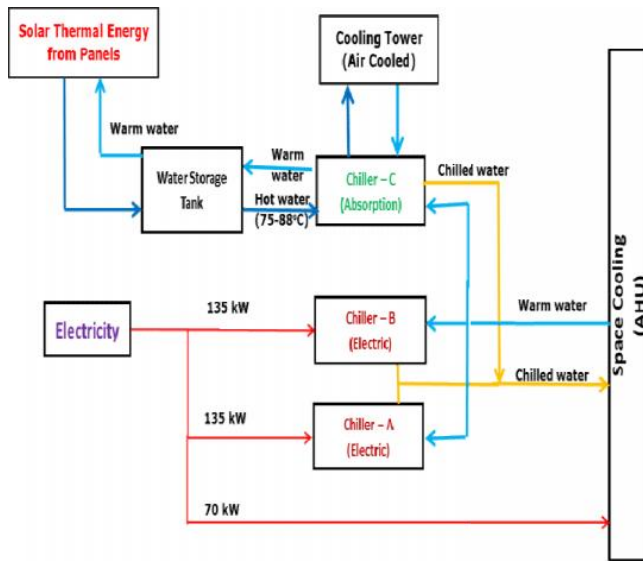 Solar Thermal Energy
from Panels
Cooling Tower
(Air Cooled)
Warm water
Water Storage
Tank
Warm
water
Hot water
(75-88°C)
Chiller – C
(Absorption)
Chilled water
Electricity
135 kW
Chiller – B
(Electric)
Warm water
Chilled water
135 kW
Chiller – A
(Electric)
70 kW
Space Cooling
(AHU)